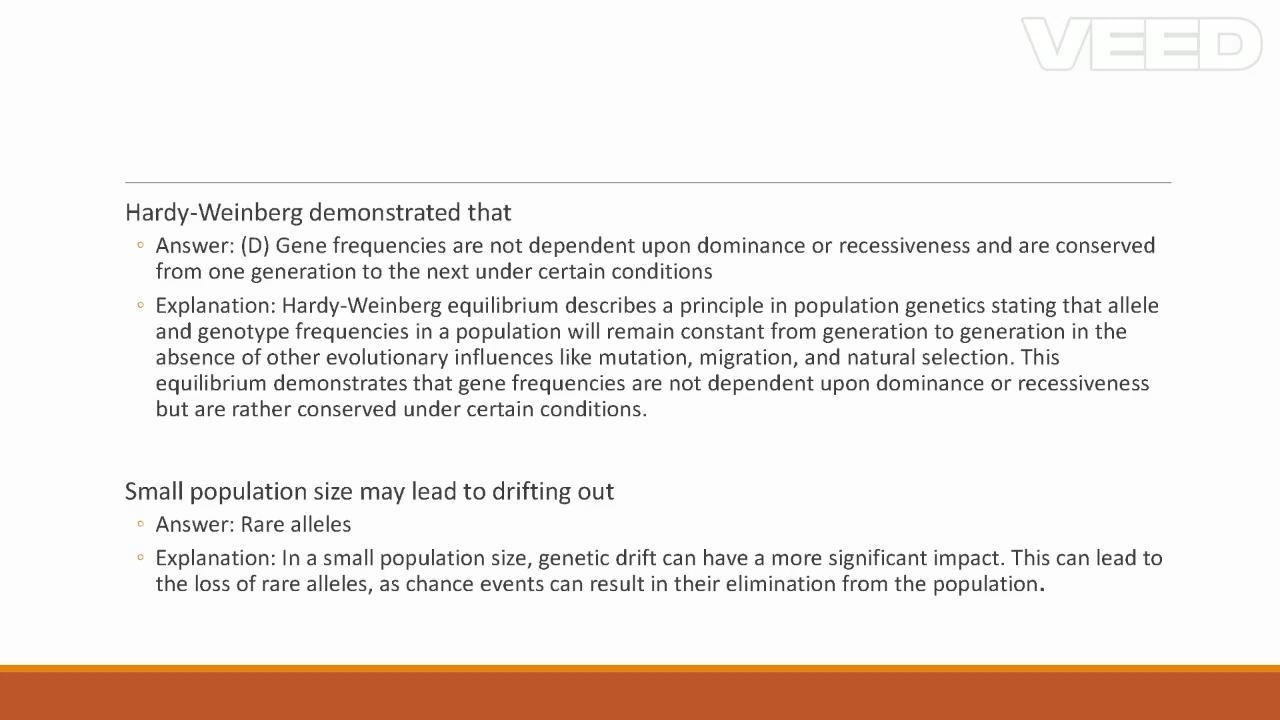 VEED
Hardy-Weinberg demonstrated that
◦ Answer: (D) Gene frequencies are not dependent upon dominance or recessiveness and are conserved
from one generation to the next under certain conditions
◦ Explanation: Hardy-Weinberg equilibrium describes a principle in population genetics stating that allele
and genotype frequencies in a population will remain constant from generation to generation in the
absence of other evolutionary influences like mutation, migration, and natural selection. This
equilibrium demonstrates that gene frequencies are not dependent upon dominance or recessiveness
but are rather conserved under certain conditions.
Small population size may lead to drifting out
◦ Answer: Rare alleles
◦ Explanation: In a small population size, genetic drift can have a more significant impact. This can lead to
the loss of rare alleles, as chance events can result in their elimination from the population.